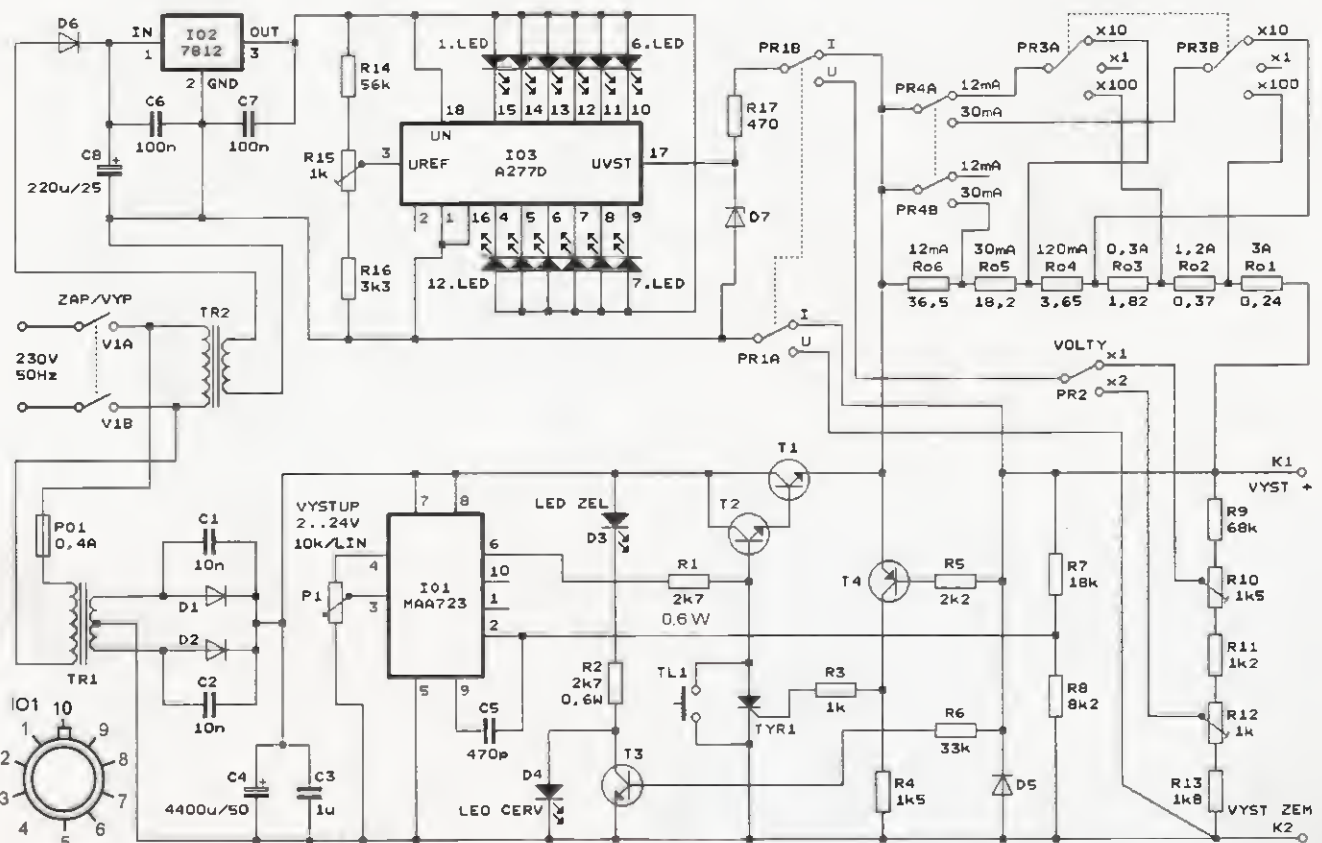 D6
IN
1
IO2
7812
OUT
3
2
GND
C6
100n
C7
100n
C8
+
220u/25
R14
56k
R15
1k
R16
3k3
1.LED
6.LED
15 14 13 12 11 10
18
UN
3
UREF
IO3
A277D
UVST
17
2 1 16 4 5 6 7 8 9
12.LED
7.LED
R17
470
D7
PR1B
I
U
PR1A
I
U
PR4A
12mA
30mA
PR4B
12mA
30mA
PR3A
x10
x1
x100
PR3B
x10
x1
x100
12mA
Ro6
36,5
30mA
Ro5
18,2
120mA
Ro4
3,65
0,3A
Ro3
1,82
1,2A
Ro2
0,37
3A
Ro1
0,24
VOLTY
x1
x2
PR2
ZAP/VYP
V1A
230V
50Hz
V1B
TR2
PO1
0,4A
TR1
C1
10n
D1
D2
C2
10n
C4
+
4400u/50
C3
1u
IO1
10
1
9
2
8
3
7
4
6
5
VYSTUP
2..24V
10k/LIN
P1
7
8
4
3
IO1
MAA723
6
10
1
2
5
9
C5
470p
LED ZEL
D3
R2
2k7
0,6W
D4
LED CERV
T3
R1
2k7
0,6W
T2
T1
TL1
TYR1
R3
1k
T4
R5
2k2
R6
33k
R4
1k5
D5
R7
18k
R8
8k2
K1
VYST +
R9
68k
R10
1k5
R11
1k2
R12
1k
R13
1k8
VYST ZEM
K2